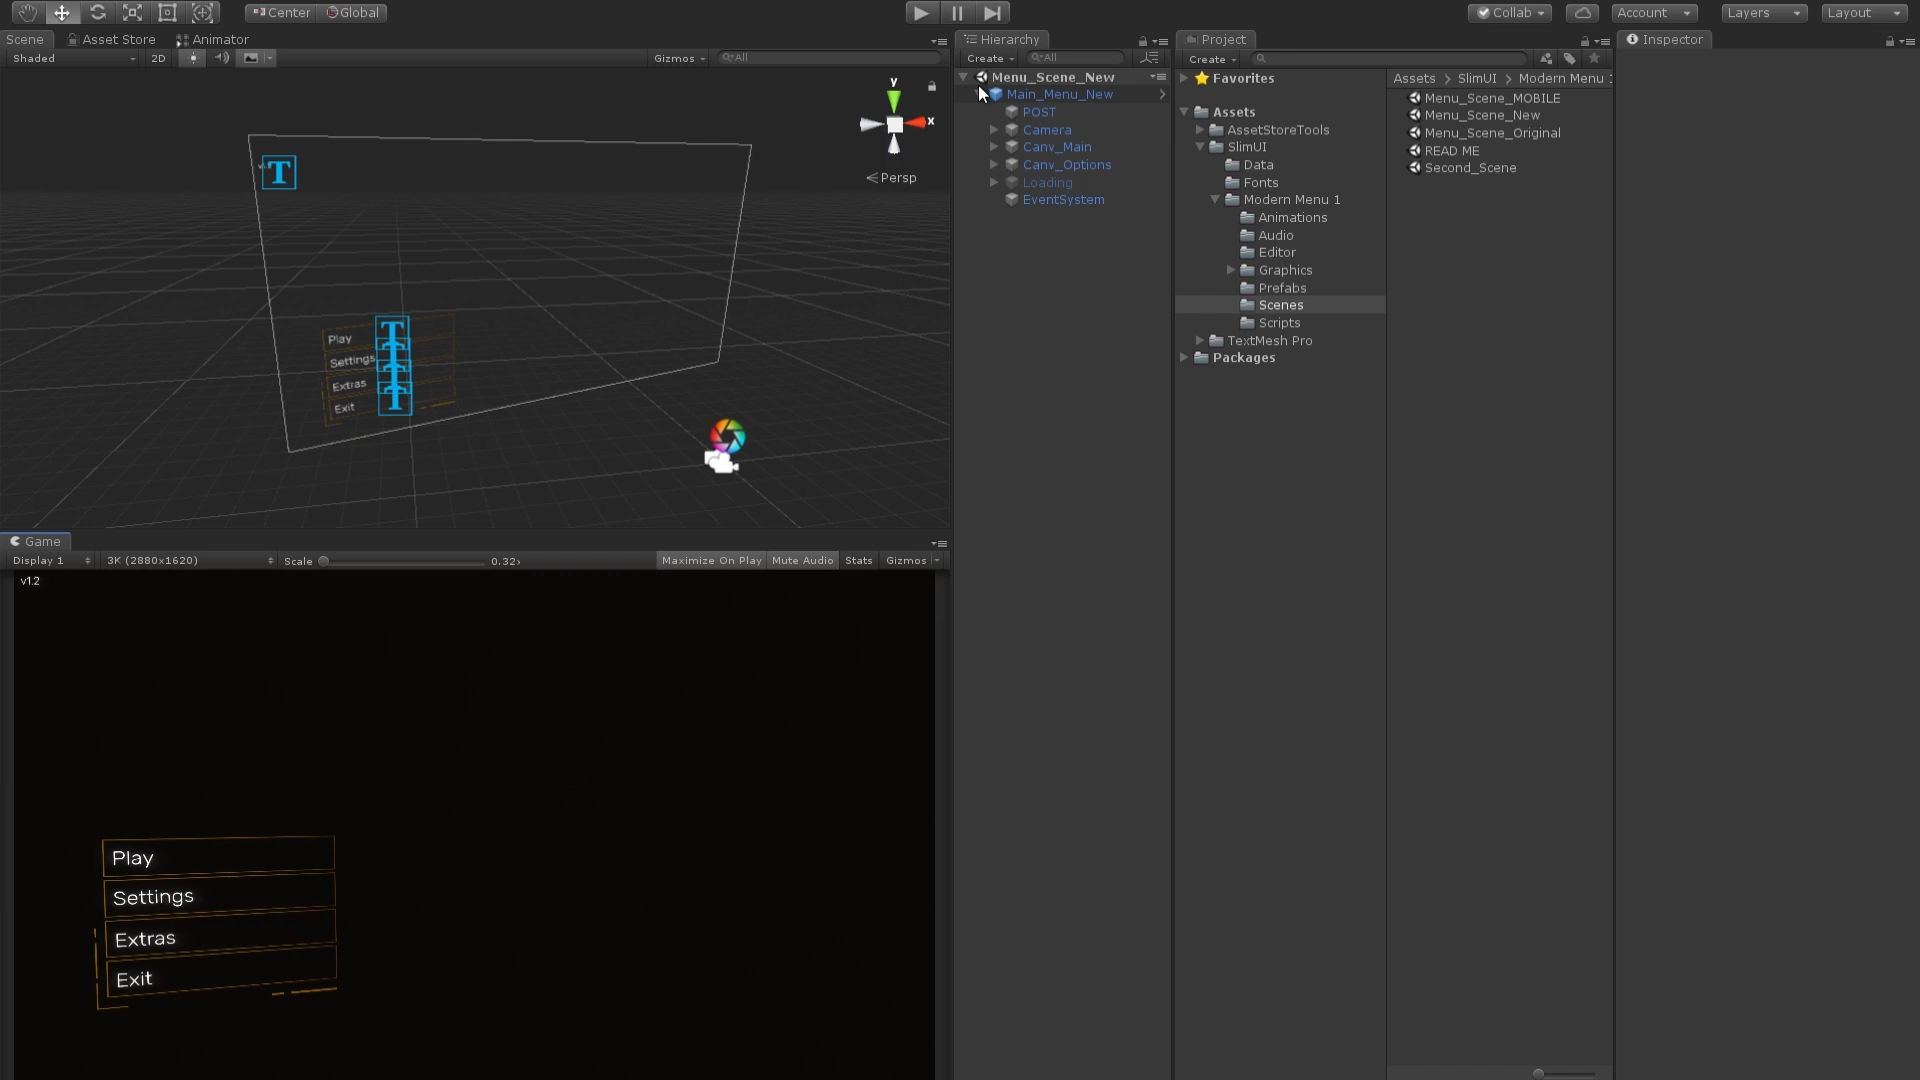 Center
Global
Collab
Account
Layers
Layout
Scene
Asset Store
Animator
Shaded
2D
Gizmos
All
y
x
Persp
v1.2
Play
Settings
Extras
Exit
T
T
Game
Display 1
3K (2880x1620)
Scale
0.32x
Maximize On Play
Mute Audio
Stats
Gizmos
v1.2
Play
Settings
Extras
Exit
Hierarchy
Create
All
Menu_Scene_New
Main_Menu_New
POST
Camera
Canv_Main
Canv_Options
Loading
EventSystem
Project
Create
Favorites
Assets
AssetStoreTools
SlimUI
Data
Fonts
Modern Menu 1
Animations
Audio
Editor
Graphics
Prefabs
Scenes
Scripts
TextMesh Pro
Packages
Assets > SlimUI > Modern Menu 1
Menu_Scene_MOBILE
Menu_Scene_New
Menu_Scene_Original
READ ME
Second_Scene
Inspector